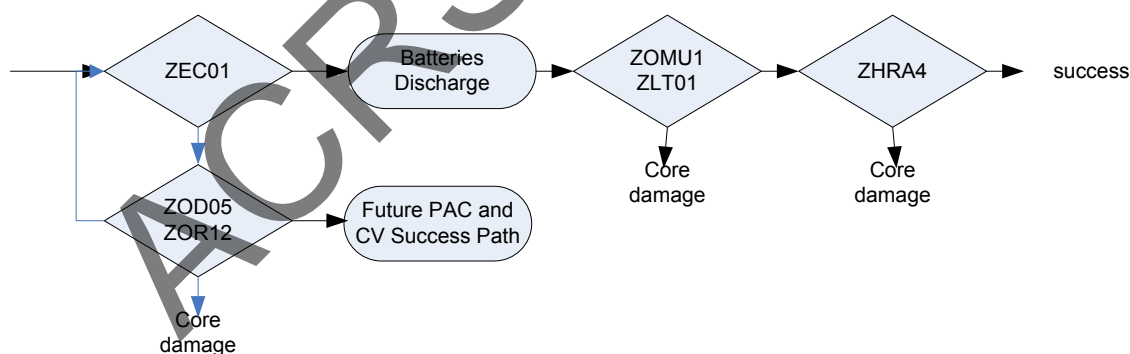 ZEC01
Batteries
Discharge
ZOMU1
ZLT01
ZHRA4
success
Core
damage
Core
damage
ZOD05
ZOR12
Future PAC and
CV Success Path
Core
damage
ACRS